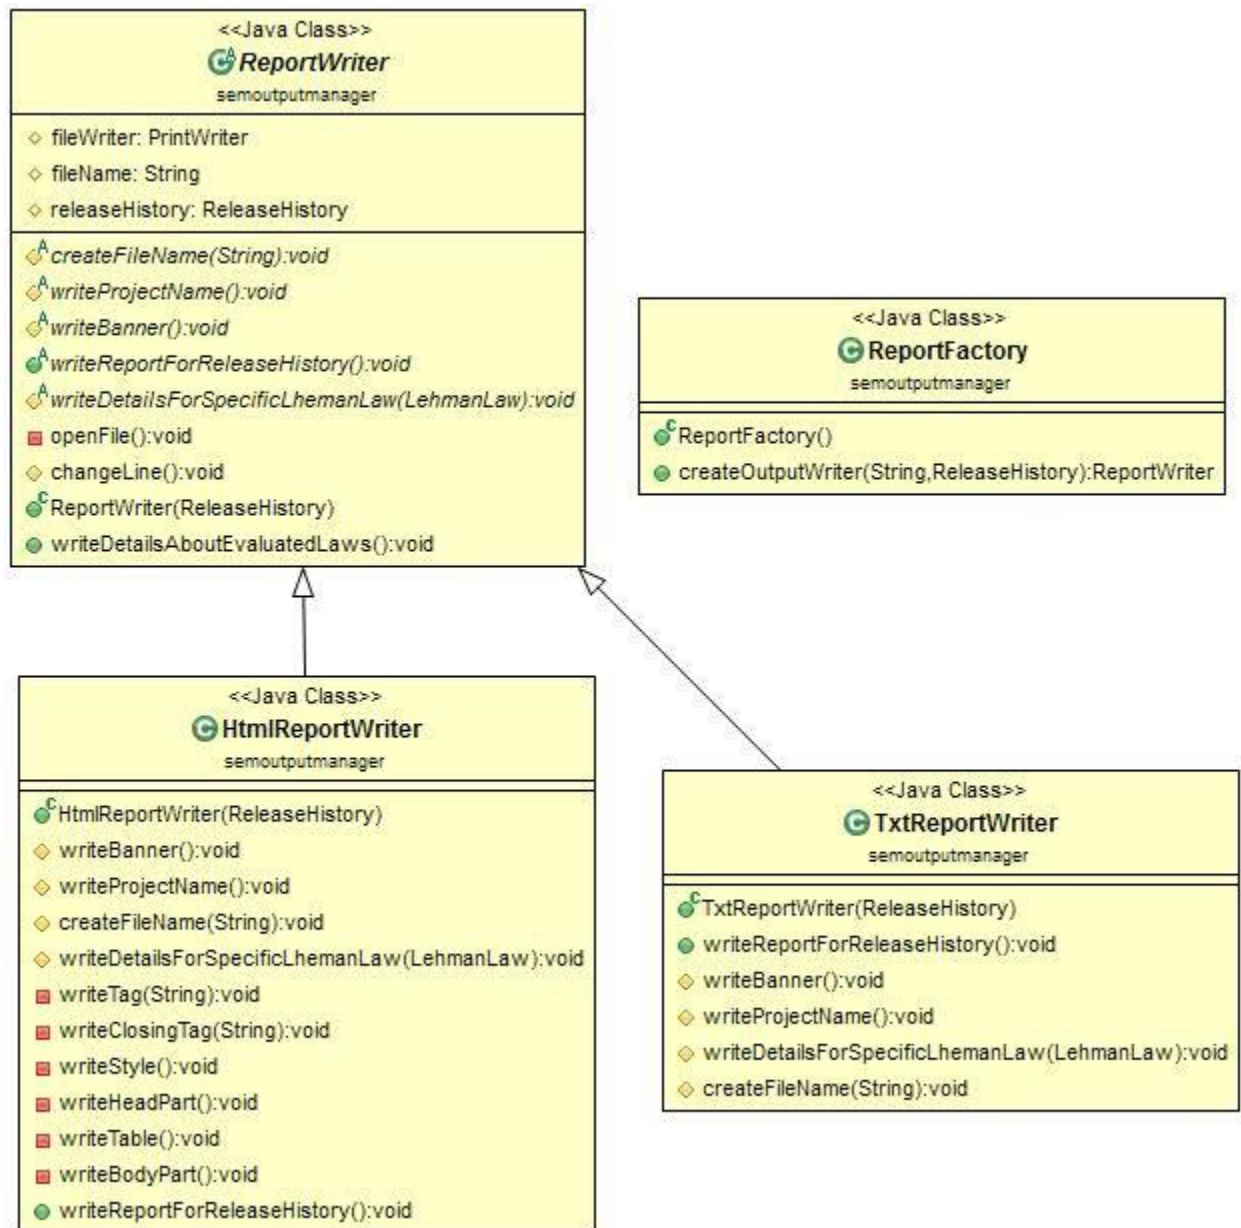 <<Java Class>>
ReportWriter
semoutputmanager
fileWriter: PrintWriter
fileName: String
releaseHistory: ReleaseHistory
createFileName(String):void
writeProjectName():void
writeBanner():void
writeReportForReleaseHistory():void
writeDetailsForSpecificLhemanLaw(LehmanLaw):void
openFile():void
changeLine():void
ReportWriter(ReleaseHistory)
writeDetailsAboutEvaluatedLaws():void
<<Java Class>>
ReportFactory
semoutputmanager
ReportFactory()
createOutputWriter(String,ReleaseHistory):ReportWriter
<<Java Class>>
HtmlReportWriter
semoutputmanager
HtmlReportWriter(ReleaseHistory)
writeBanner():void
writeProjectName():void
createFileName(String):void
writeDetailsForSpecificLhemanLaw(LehmanLaw):void
writeTag(String):void
writeClosingTag(String):void
writeStyle():void
writeHeadPart():void
writeTable():void
writeBodyPart():void
writeReportForReleaseHistory():void
<<Java Class>>
TxtReportWriter
semoutputmanager
TxtReportWriter(ReleaseHistory)
writeReportForReleaseHistory():void
writeBanner():void
writeProjectName():void
writeDetailsForSpecificLhemanLaw(LehmanLaw):void
createFileName(String):void